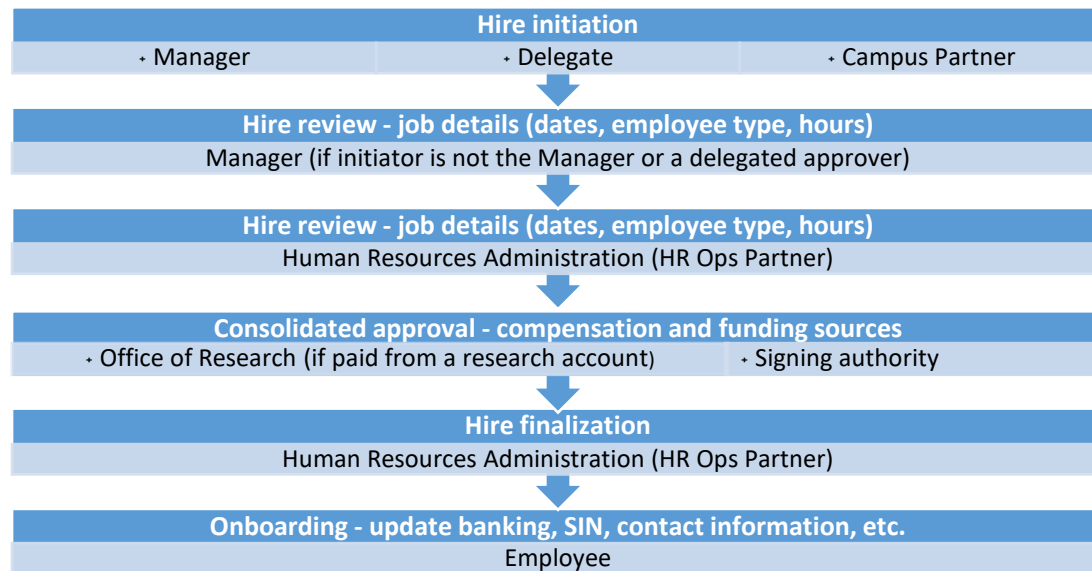 Hire initiation
+ Manager
+ Delegate
+ Campus Partner
Hire review - job details (dates, employee type, hours)
Manager (if initiator is not the Manager or a delegated approver)
Hire review - job details (dates, employee type, hours)
Human Resources Administration (HR Ops Partner)
Consolidated approval - compensation and funding sources
+ Office of Research (if paid from a research account)
+ Signing authority
Hire finalization
Human Resources Administration (HR Ops Partner)
Onboarding - update banking, SIN, contact information, etc.
Employee